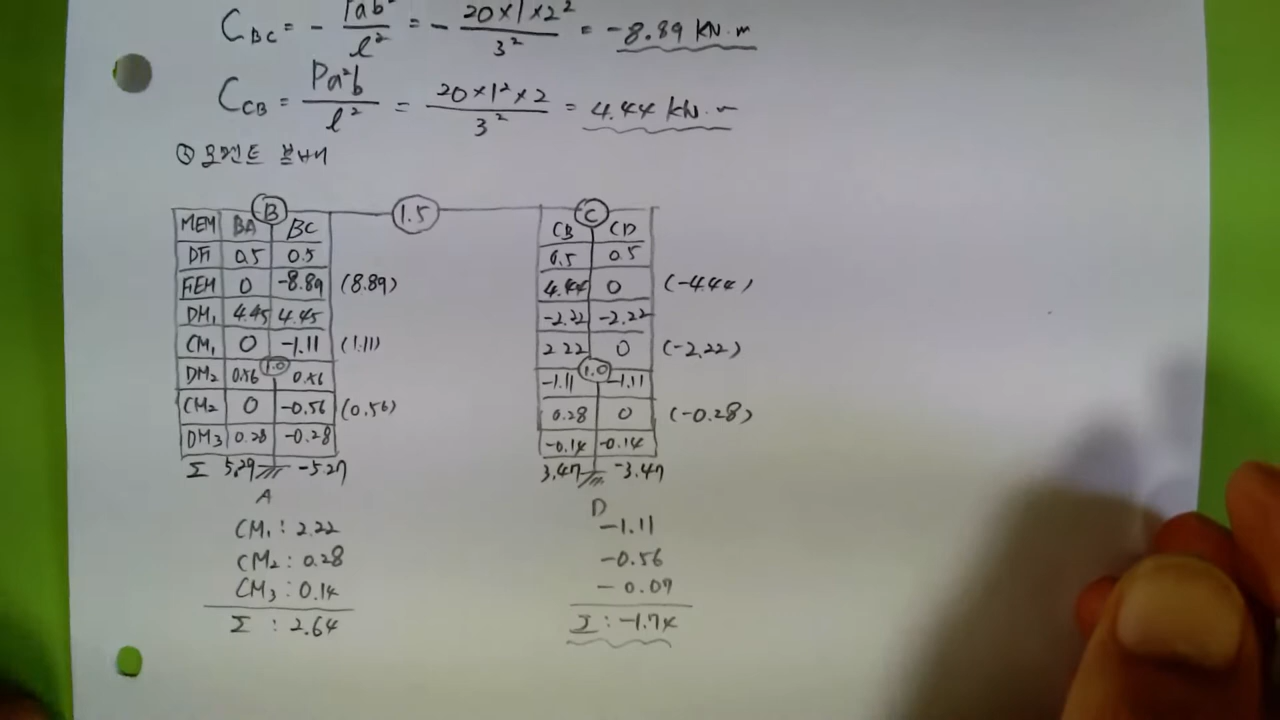 C_BC = - Pab²/l² = - 20×1×2²/3² = -8.89 kN·m
C_CB = Pa²b/l² = 20×1²×2/3² = 4.44 kN·m
③ 모멘트 분배
B 1.5 C
MEM BA BC CB CD
DF 0.5 0.5 0.5 0.5
FEM 0 -8.89 (8.89) 4.44 0 (-4.44)
DM₁ 4.45 4.45 -2.22 -2.22
CM₁ 0 -1.11 (1.11) 2.22 0 (-2.22)
1.0 1.0
DM₂ 0.56 0.56 -1.11 -1.11
CM₂ 0 -0.56 (0.56) 0.28 0 (-0.28)
DM₃ 0.28 -0.28 -0.14 -0.14
Σ 5.29 -5.27 3.47 -3.47
A D
CM₁ : 2.22 -1.11
CM₂ : 0.28 -0.56
CM₃ : 0.14 -0.07
Σ : 2.64 Σ : -1.74